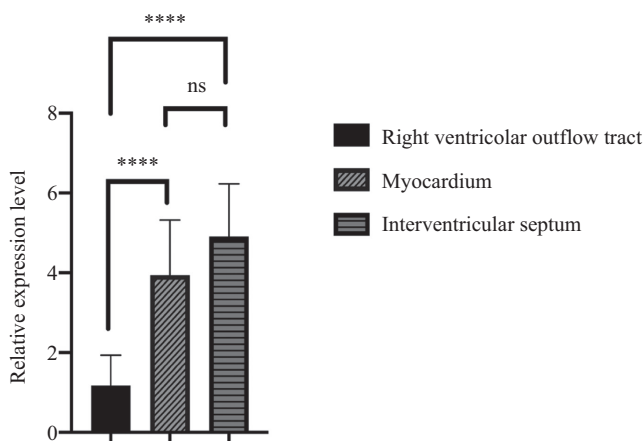 ****
ns
8
****
6
4
2
0
Relative expression level
Right ventricolar outflow tract
Myocardium
Interventricular septum